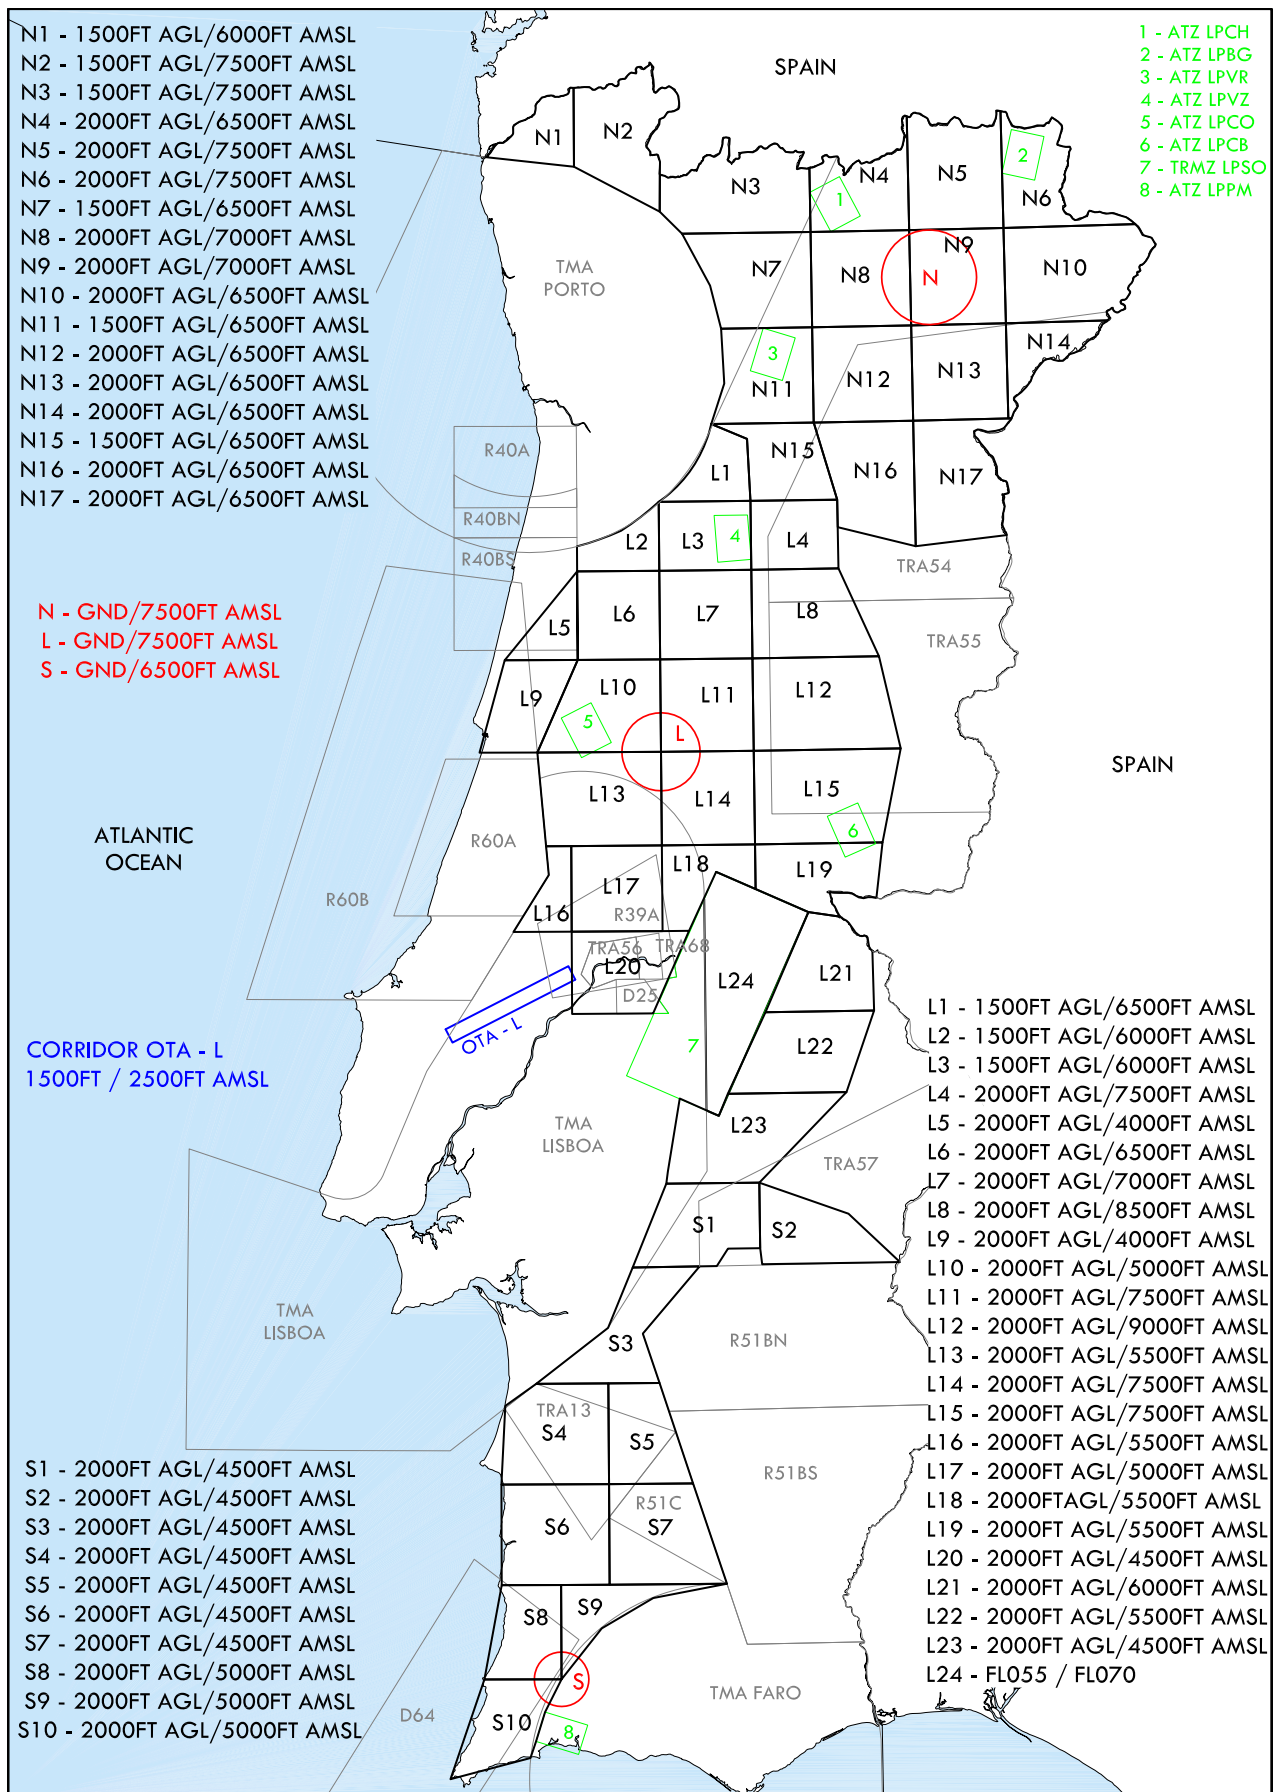 N1 - 1500FT AGL/6000FT AMSL
N2 - 1500FT AGL/7500FT AMSL
N3 - 1500FT AGL/7500FT AMSL
N4 - 2000FT AGL/6500FT AMSL
N5 - 2000FT AGL/7500FT AMSL
N6 - 2000FT AGL/7500FT AMSL
N7 - 1500FT AGL/6500FT AMSL
N8 - 2000FT AGL/7000FT AMSL
N9 - 2000FT AGL/7000FT AMSL
N10 - 2000FT AGL/6500FT AMSL
N11 - 1500FT AGL/6500FT AMSL
N12 - 2000FT AGL/6500FT AMSL
N13 - 2000FT AGL/6500FT AMSL
N14 - 2000FT AGL/6500FT AMSL
N15 - 1500FT AGL/6500FT AMSL
N16 - 2000FT AGL/6500FT AMSL
N17 - 2000FT AGL/6500FT AMSL
1 - ATZ LPCH
2 - ATZ LPBG
3 - ATZ LPVR
4 - ATZ LPVZ
5 - ATZ LPCO
6 - ATZ LPCB
7 - TRMZ LPSO
8 - ATZ LPPM
N - GND/7500FT AMSL
L - GND/7500FT AMSL
S - GND/6500FT AMSL
SPAIN
N1
N2
N3
N4
N5
N6
1
2
N7
N8
N9
N
N10
TMA
PORTO
3
N11
N12
N13
N14
R40A
L1
N15
N16
N17
R40BN
R40BS
L2
L3
4
L4
TRA54
L5
L6
L7
L8
TRA55
L9
L10
L11
L12
5
L
SPAIN
L13
L14
L15
6
ATLANTIC
OCEAN
R60A
R60B
L16
L17
L18
L19
R39A
TRA56
TRA68
L20
D25
L24
L21
L22
7
OTA - L
CORRIDOR OTA - L
1500FT / 2500FT AMSL
TMA
LISBOA
L23
TRA57
S1
S2
TMA
LISBOA
S3
R51BN
TRA13
S4
S5
R51BS
R51C
S6
S7
S8
S9
S
S10
8
D64
TMA FARO
L1 - 1500FT AGL/6500FT AMSL
L2 - 1500FT AGL/6000FT AMSL
L3 - 1500FT AGL/6000FT AMSL
L4 - 2000FT AGL/7500FT AMSL
L5 - 2000FT AGL/4000FT AMSL
L6 - 2000FT AGL/6500FT AMSL
L7 - 2000FT AGL/7000FT AMSL
L8 - 2000FT AGL/8500FT AMSL
L9 - 2000FT AGL/4000FT AMSL
L10 - 2000FT AGL/5000FT AMSL
L11 - 2000FT AGL/7500FT AMSL
L12 - 2000FT AGL/9000FT AMSL
L13 - 2000FT AGL/5500FT AMSL
L14 - 2000FT AGL/7500FT AMSL
L15 - 2000FT AGL/7500FT AMSL
L16 - 2000FT AGL/5500FT AMSL
L17 - 2000FT AGL/5000FT AMSL
L18 - 2000FTAGL/5500FT AMSL
L19 - 2000FT AGL/5500FT AMSL
L20 - 2000FT AGL/4500FT AMSL
L21 - 2000FT AGL/6000FT AMSL
L22 - 2000FT AGL/5500FT AMSL
L23 - 2000FT AGL/4500FT AMSL
L24 - FL055 / FL070
S1 - 2000FT AGL/4500FT AMSL
S2 - 2000FT AGL/4500FT AMSL
S3 - 2000FT AGL/4500FT AMSL
S4 - 2000FT AGL/4500FT AMSL
S5 - 2000FT AGL/4500FT AMSL
S6 - 2000FT AGL/4500FT AMSL
S7 - 2000FT AGL/4500FT AMSL
S8 - 2000FT AGL/5000FT AMSL
S9 - 2000FT AGL/5000FT AMSL
S10 - 2000FT AGL/5000FT AMSL